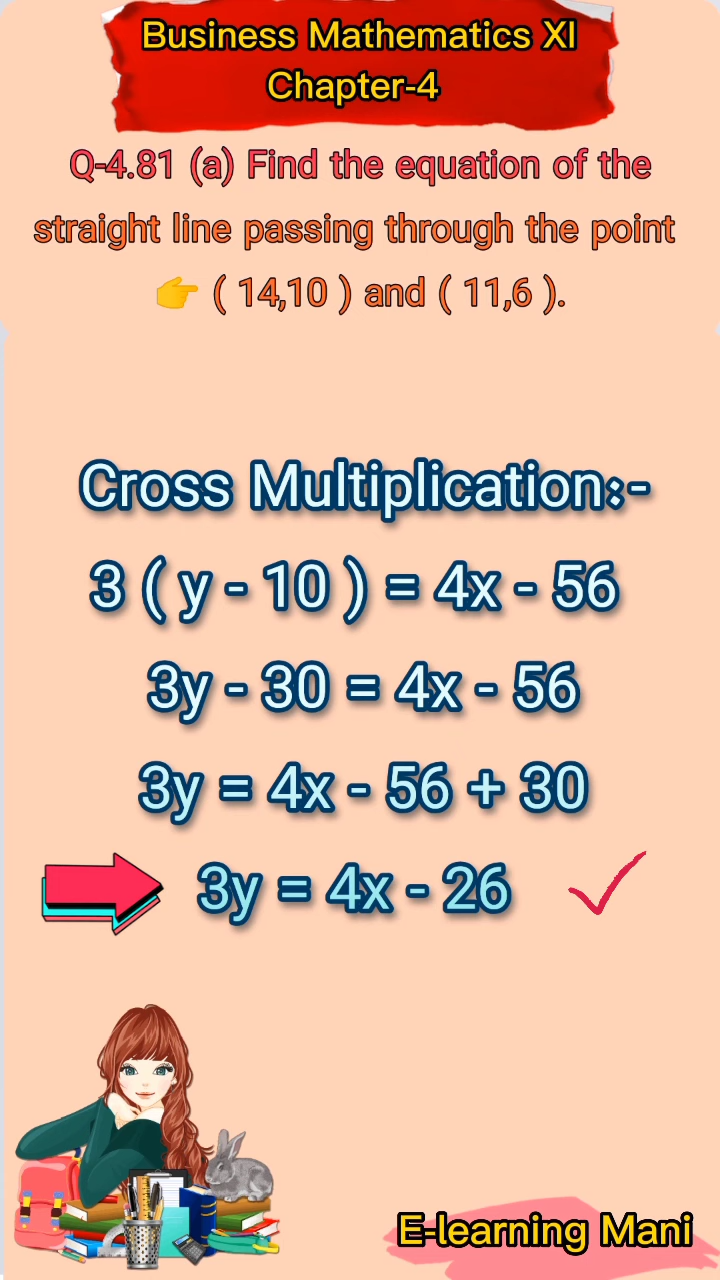 Business Mathematics XI
Chapter-4
Q-4.81 (a) Find the equation of the
straight line passing through the point
👉 ( 14,10 ) and ( 11,6 ).
Cross Multiplication:-
3 ( y - 10 ) = 4x - 56
3y - 30 = 4x - 56
3y = 4x - 56 + 30
3y = 4x - 26
E-learning Mani